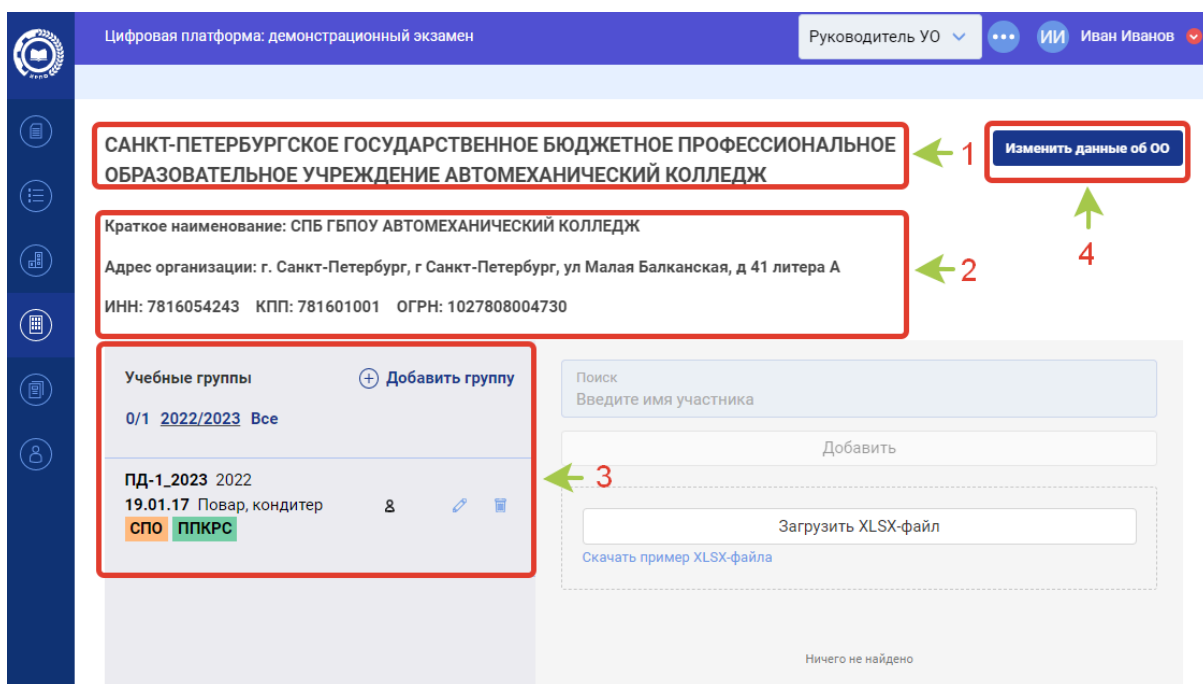 Цифровая платформа: демонстрационный экзамен
Руководитель УО
ИИ
Иван Иванов
САНКТ-ПЕТЕРБУРГСКОЕ ГОСУДАРСТВЕННОЕ БЮДЖЕТНОЕ ПРОФЕССИОНАЛЬНОЕ
ОБРАЗОВАТЕЛЬНОЕ УЧРЕЖДЕНИЕ АВТОМЕХАНИЧЕСКИЙ КОЛЛЕДЖ
1
Изменить данные об ОО
4
Краткое наименование: СПБ ГБПОУ АВТОМЕХАНИЧЕСКИЙ КОЛЛЕДЖ
Адрес организации: г. Санкт-Петербург, г Санкт-Петербург, ул Малая Балканская, д 41 литера А
ИНН: 7816054243 КПП: 781601001 ОГРН: 1027808004730
2
Учебные группы
Добавить группу
0/1 2022/2023 Все
ПД-1_2023 2022
19.01.17 Повар, кондитер
СПО ППКРС
3
Поиск
Введите имя участника
Добавить
Загрузить XLSX-файл
Скачать пример XLSX-файла
Ничего не найдено